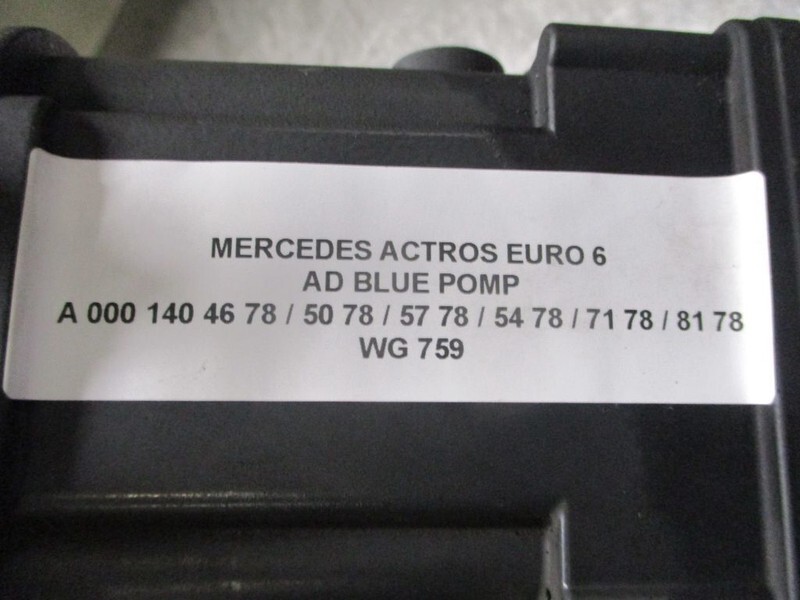 MERCEDES ACTROS EURO 6
AD BLUE POMP
A 000 140 46 78 / 50 78 / 57 78 / 54 78 / 71 78 / 81 78
WG 759